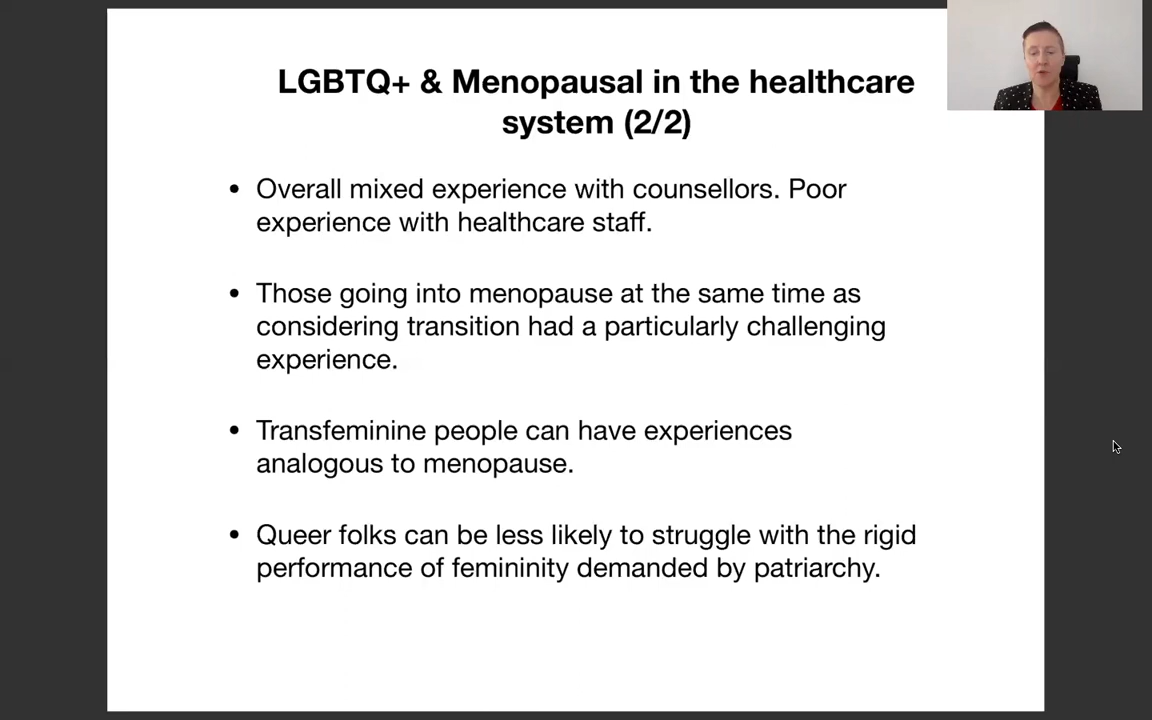 LGBTQ+ & Menopausal in the healthcare
system (2/2)
• Overall mixed experience with counsellors. Poor
experience with healthcare staff.
• Those going into menopause at the same time as
considering transition had a particularly challenging
experience.
• Transfeminine people can have experiences
analogous to menopause.
• Queer folks can be less likely to struggle with the rigid
performance of femininity demanded by patriarchy.